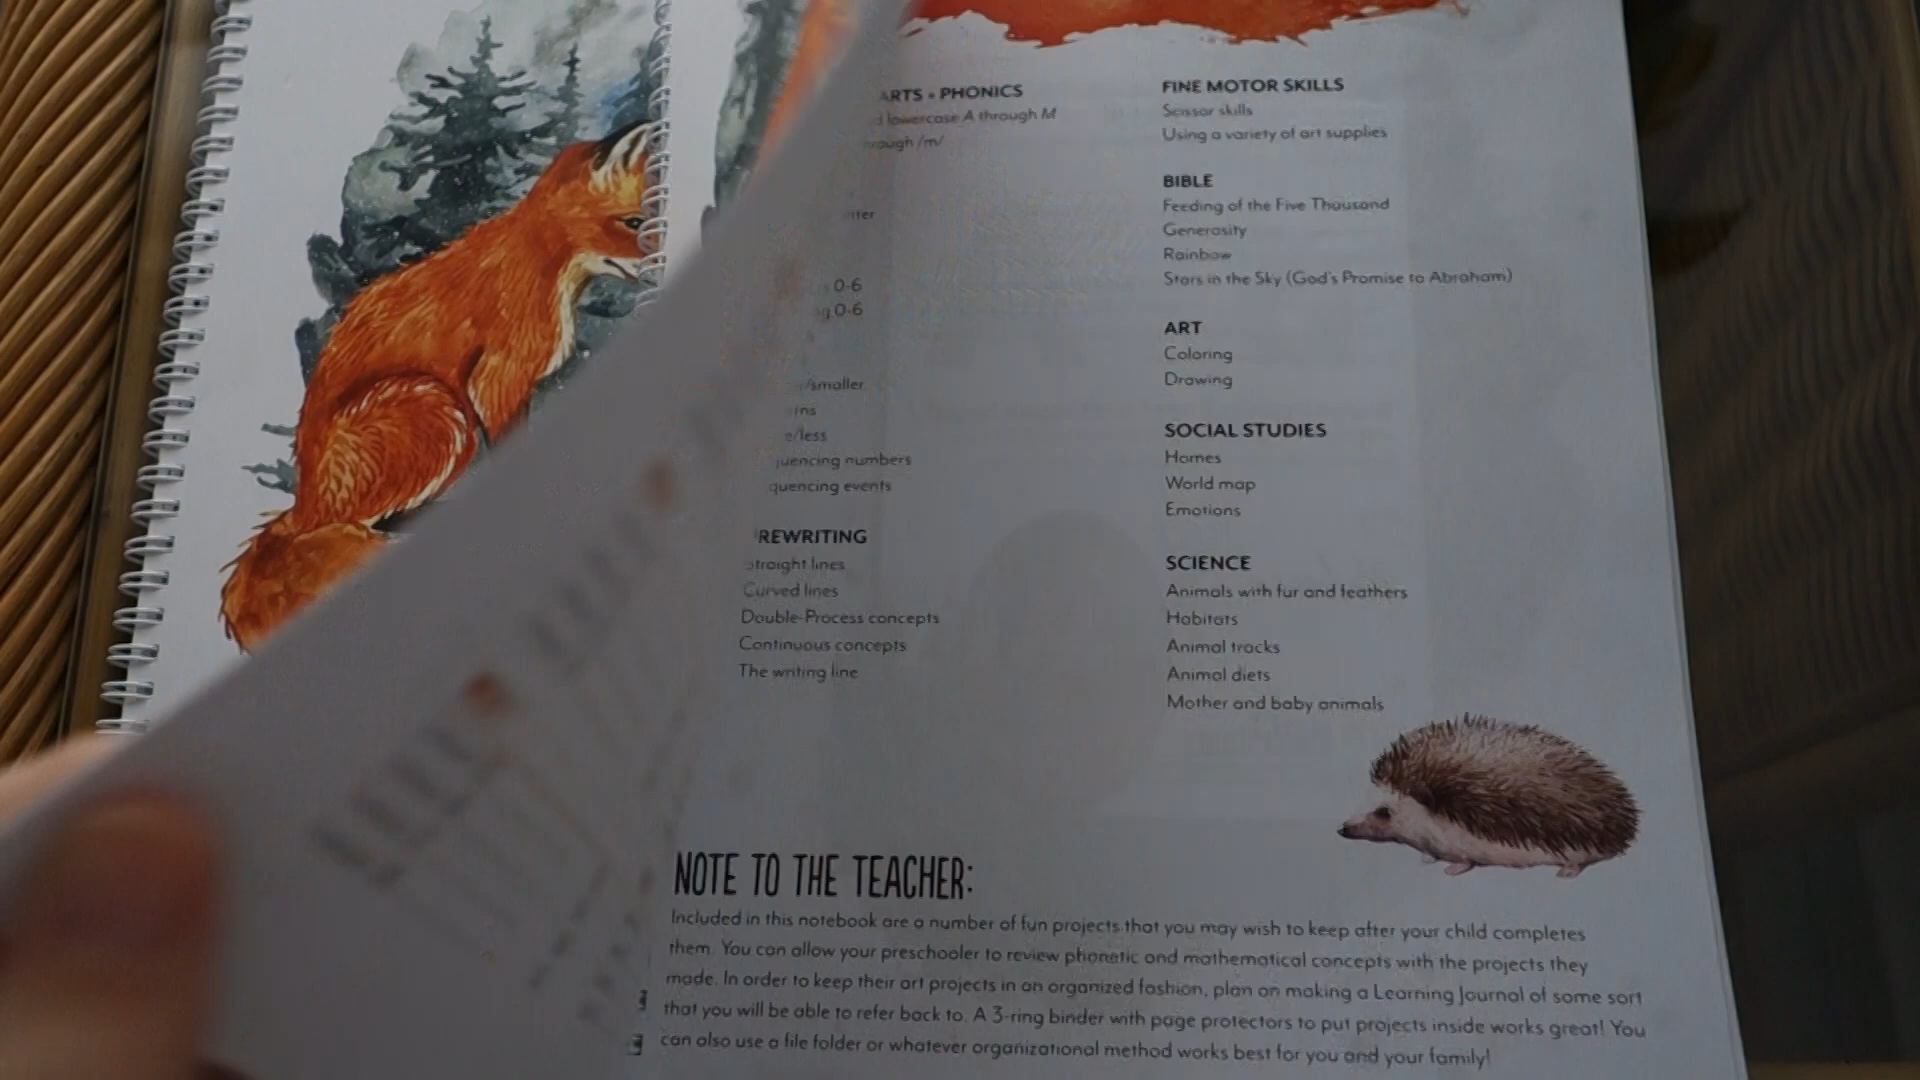 ARTS • PHONICS
lowercase A through M
/m/
0-6
0-6
/smaller
/less
numbers
events
straight lines
Curved lines
Double-Process concepts
Continuous concepts
The writing line
FINE MOTOR SKILLS
Scissor skills
Using a variety of art supplies
BIBLE
Feeding of the Five Thousand
Generosity
Rainbow
Stars in the Sky (God's Promise to Abraham)
ART
Coloring
Drawing
SOCIAL STUDIES
Homes
World map
Emotions
SCIENCE
Animals with fur and feathers
Habitats
Animal tracks
Animal diets
Mother and baby animals
NOTE TO THE TEACHER:
Included in this notebook are a number of fun projects that you may wish to keep after your child completes
them. You can allow your preschooler to review phonetic and mathematical concepts with the projects they
made. In order to keep their art projects in an organized fashion, plan on making a Learning Journal of some sort
that you will be able to refer back to. A 3-ring binder with page protectors to put projects inside works great! You
can also use a file folder or whatever organizational method works best for you and your family!